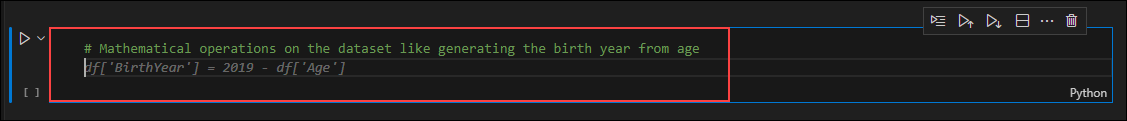 # Mathematical operations on the dataset like generating the birth year from age
df['BirthYear'] = 2019 - df['Age']
[ ]
Python